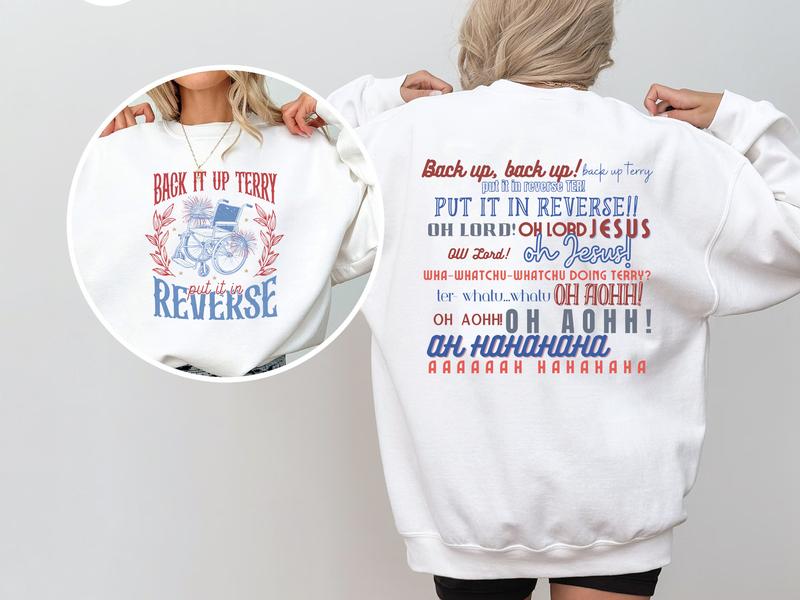 BACK IT UP TERRY
put it in
REVERSE
Back up, back up! back up terry
put it in reverse TER!
PUT IT IN REVERSE!!
OH LORD! OH LORD JESUS
OW Lord! oh Jesus!
WHA-WHATCHU-WHATCHU DOING TERRY?
ter- whatu...whatu OH AOHH!
OH AOHH! OH AOHH!
AH HAHAHAHA
AAAAAAH HAHAHAHA